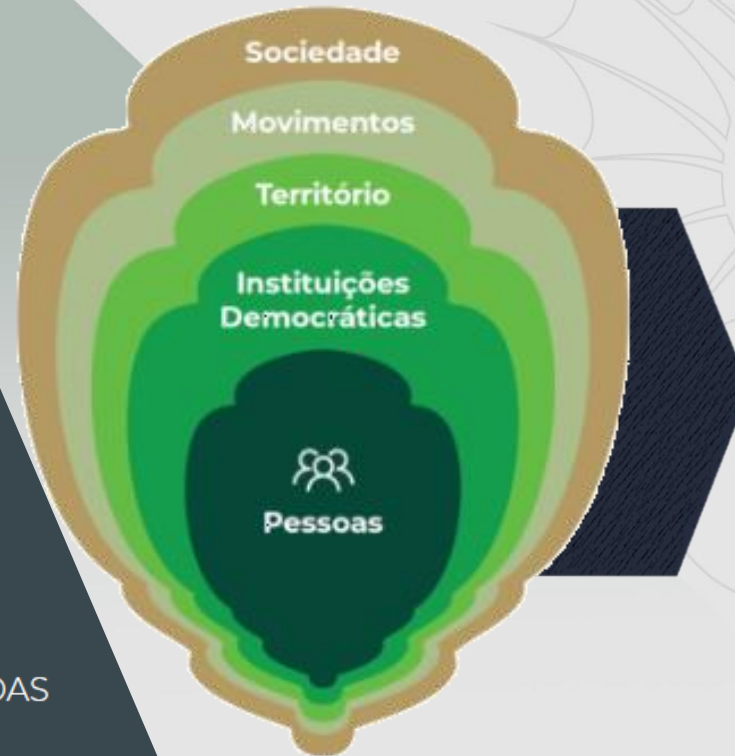 Sociedade
Movimentos
Território
Instituições
Democráticas
Pessoas